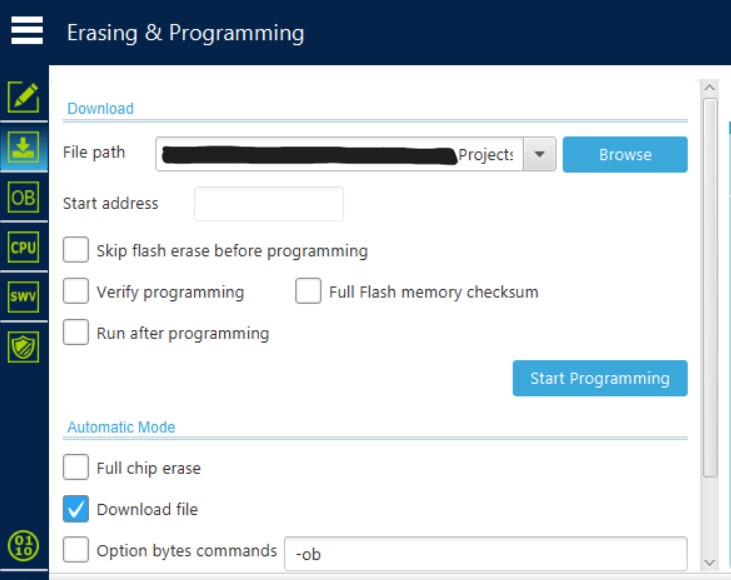 Erasing & Programming
Download
File path Projects Browse
Start address
OB
Skip flash erase before programming
CPU
Verify programming Full Flash memory checksum
SWV
Run after programming
Start Programming
Automatic Mode
Full chip erase
Download file
01
10
Option bytes commands -ob